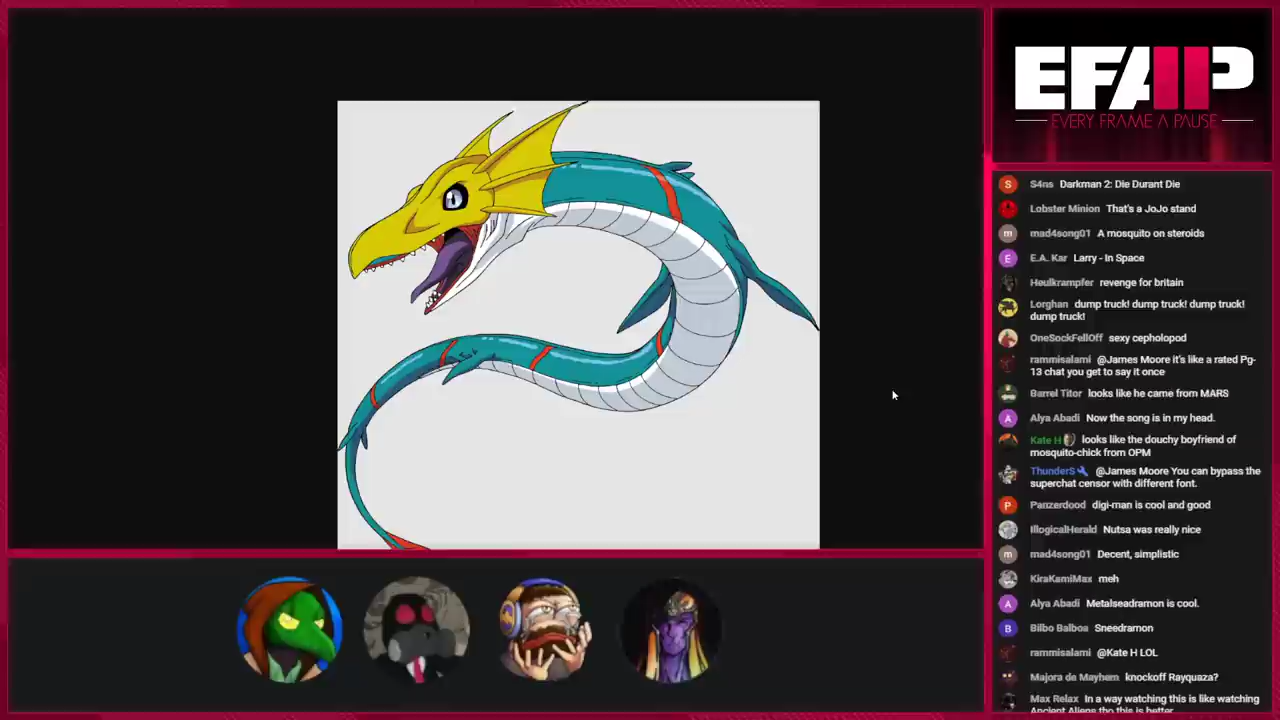 EFAP
EVERY FRAME A PAUSE
S4ns Darkman 2: Die Durant Die
Lobster Minion That's a JoJo stand
mad4song01 A mosquito on steroids
E.A. Kar Larry - In Space
Heulkrampfer revenge for britain
Lorghan dump truck! dump truck! dump truck!
dump truck!
OneSockFellOff sexy cepholopod
rammisalami @James Moore it's like a rated Pg-
13 chat you get to say it once
Barrel Titor looks like he came from MARS
Alya Abadi Now the song is in my head.
Kate H looks like the douchy boyfriend of
mosquito-chick from OPM
ThunderS @James Moore You can bypass the
superchat censor with different font.
Panzerdood digi-man is cool and good
IllogicalHerald Nutsa was really nice
mad4song01 Decent, simplistic
KiraKamiMax meh
Alya Abadi Metalseadramon is cool.
Bilbo Balboa Sneedramon
rammisalami @Kate H LOL
Majora de Mayhem knockoff Rayquaza?
Max Relax In a way watching this is like watching
Ancient Aliens tho this is better